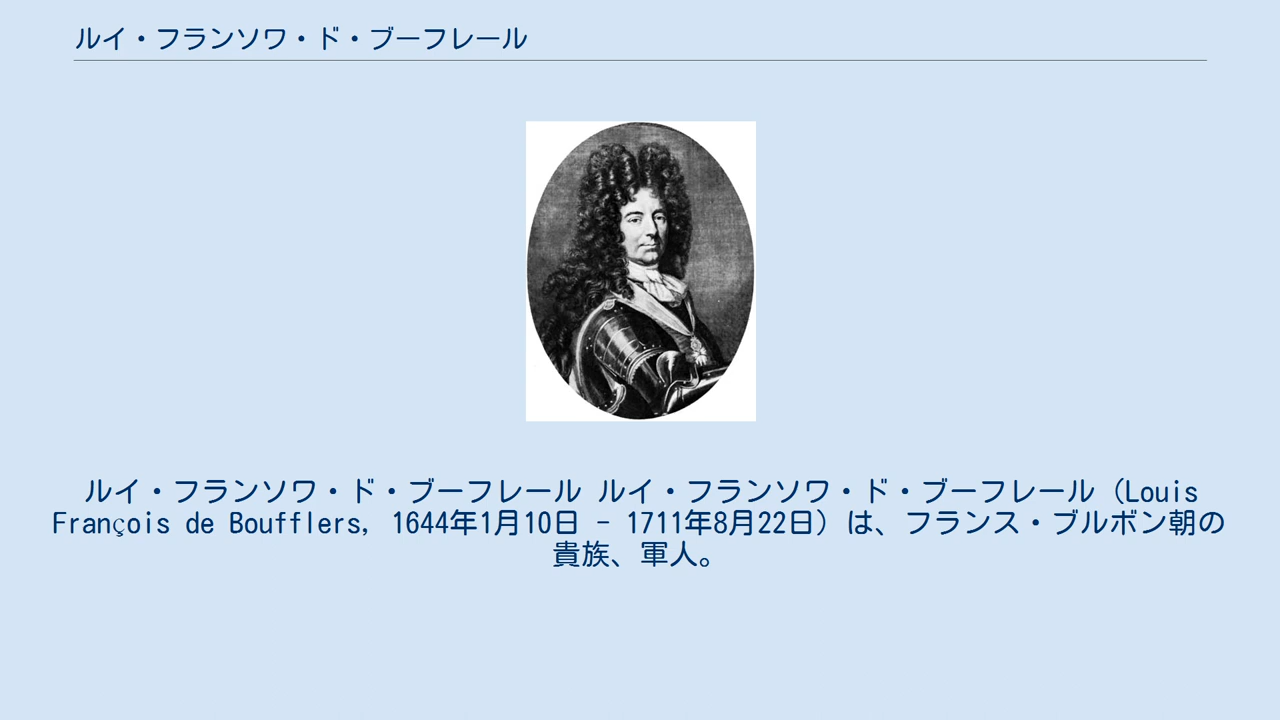 ルイ・フランソワ・ド・ブーフレール
ルイ・フランソワ・ド・ブーフレール ルイ・フランソワ・ド・ブーフレール（Louis
François de Boufflers, 1644年1月10日 - 1711年8月22日）は、フランス・ブルボン朝の
貴族、軍人。